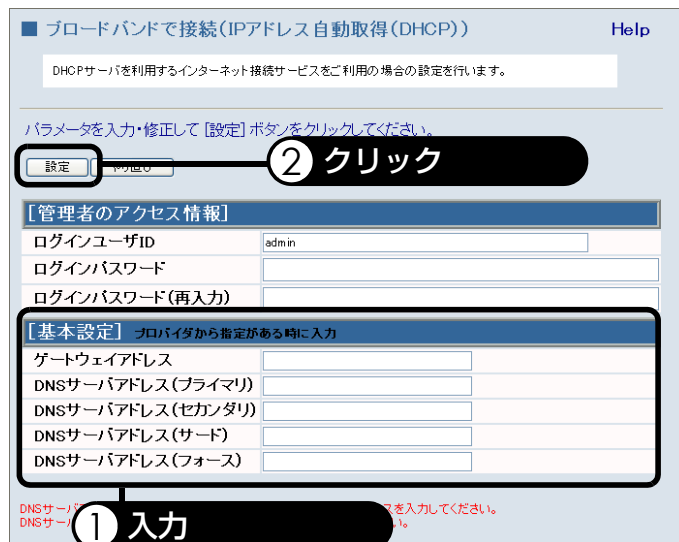 ■ ブロードバンドで接続(IPアドレス自動取得(DHCP)) Help
DHCPサーバを利用するインターネット接続サービスをご利用の場合の設定を行います。
パラメータを入力・修正して [設定] ボタンをクリックしてください。
設定
② クリック
[管理者のアクセス情報]
ログインユーザID admin
ログインパスワード
ログインパスワード(再入力)
[基本設定] プロバイダから指定がある時に入力
ゲートウェイアドレス
DNSサーバアドレス(プライマリ)
DNSサーバアドレス(セカンダリ)
DNSサーバアドレス(サード)
DNSサーバアドレス(フォース)
DNSサーバ スを入力してください。
DNSサー い。
① 入力